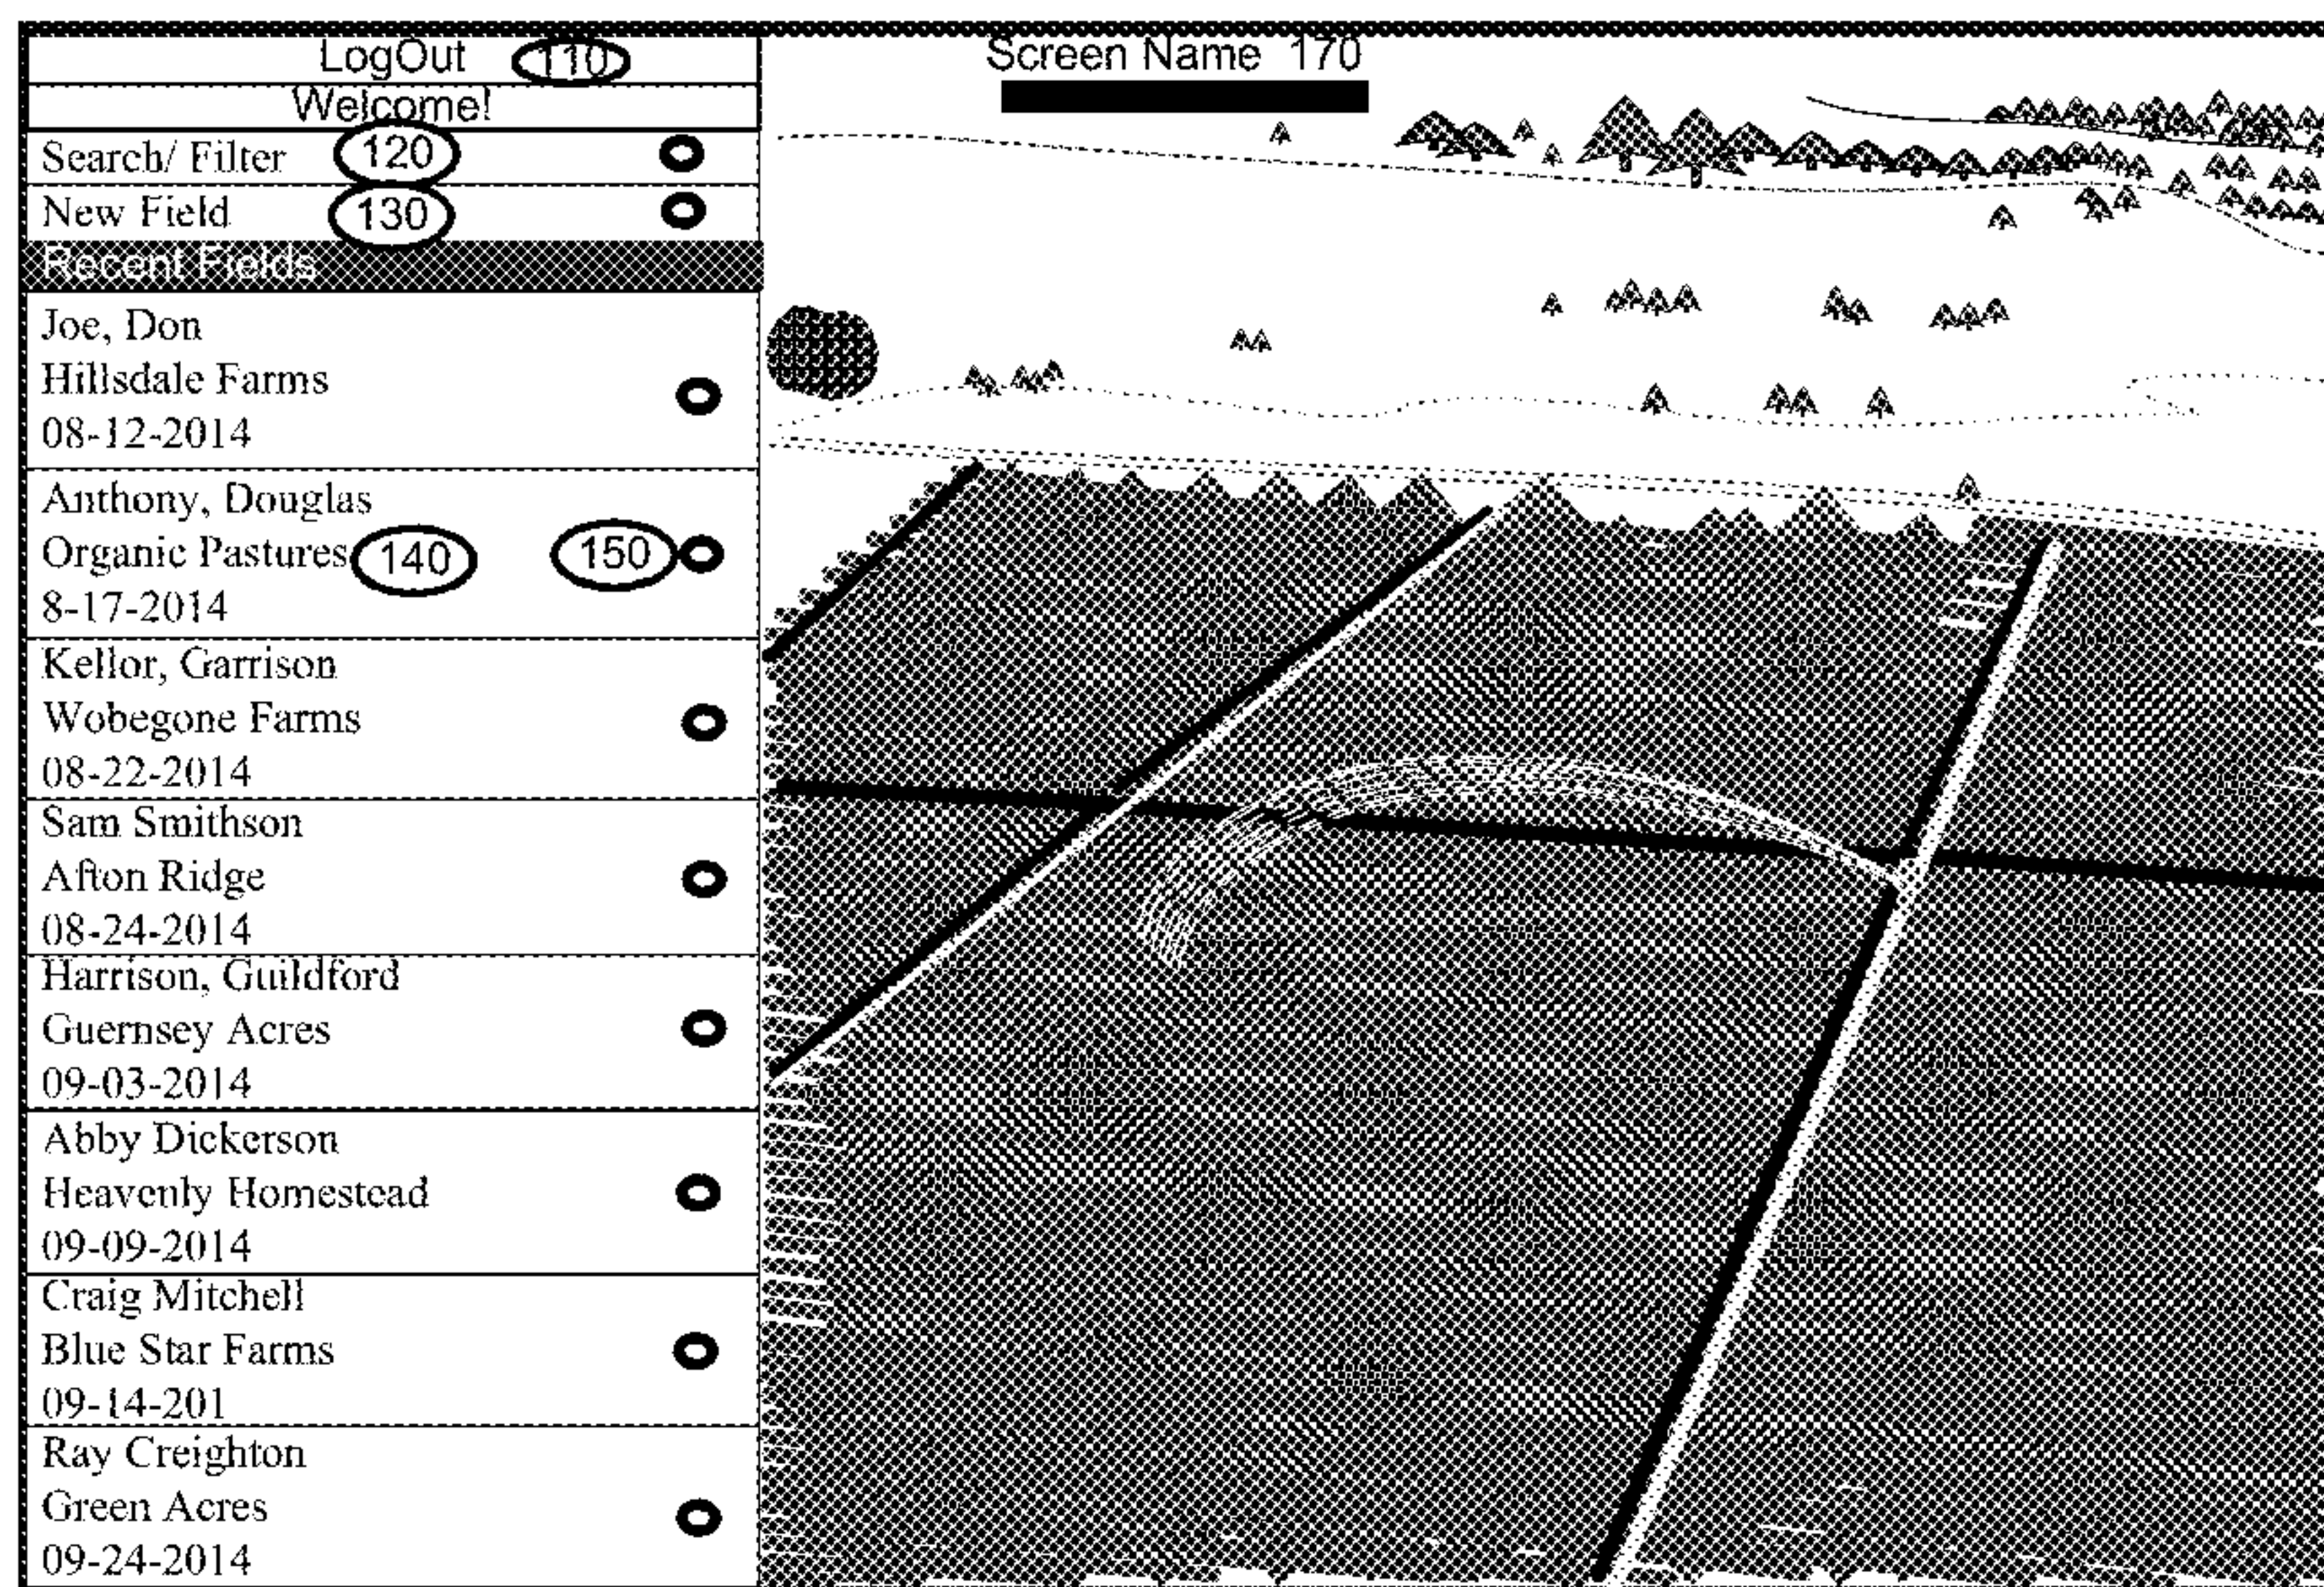 LogOut 110
Screen Name 170
Welcome!
Search/ Filter 120
New Field 130
Recent Fields
Joe, Don
Hillsdale Farms
08-12-2014
Anthony, Douglas
Organic Pastures 140 150
8-17-2014
Kellor, Garrison
Wobegone Farms
08-22-2014
Sam Smithson
Afton Ridge
08-24-2014
Harrison, Guildford
Guernsey Acres
09-03-2014
Abby Dickerson
Heavenly Homestead
09-09-2014
Craig Mitchell
Blue Star Farms
09-14-201
Ray Creighton
Green Acres
09-24-2014